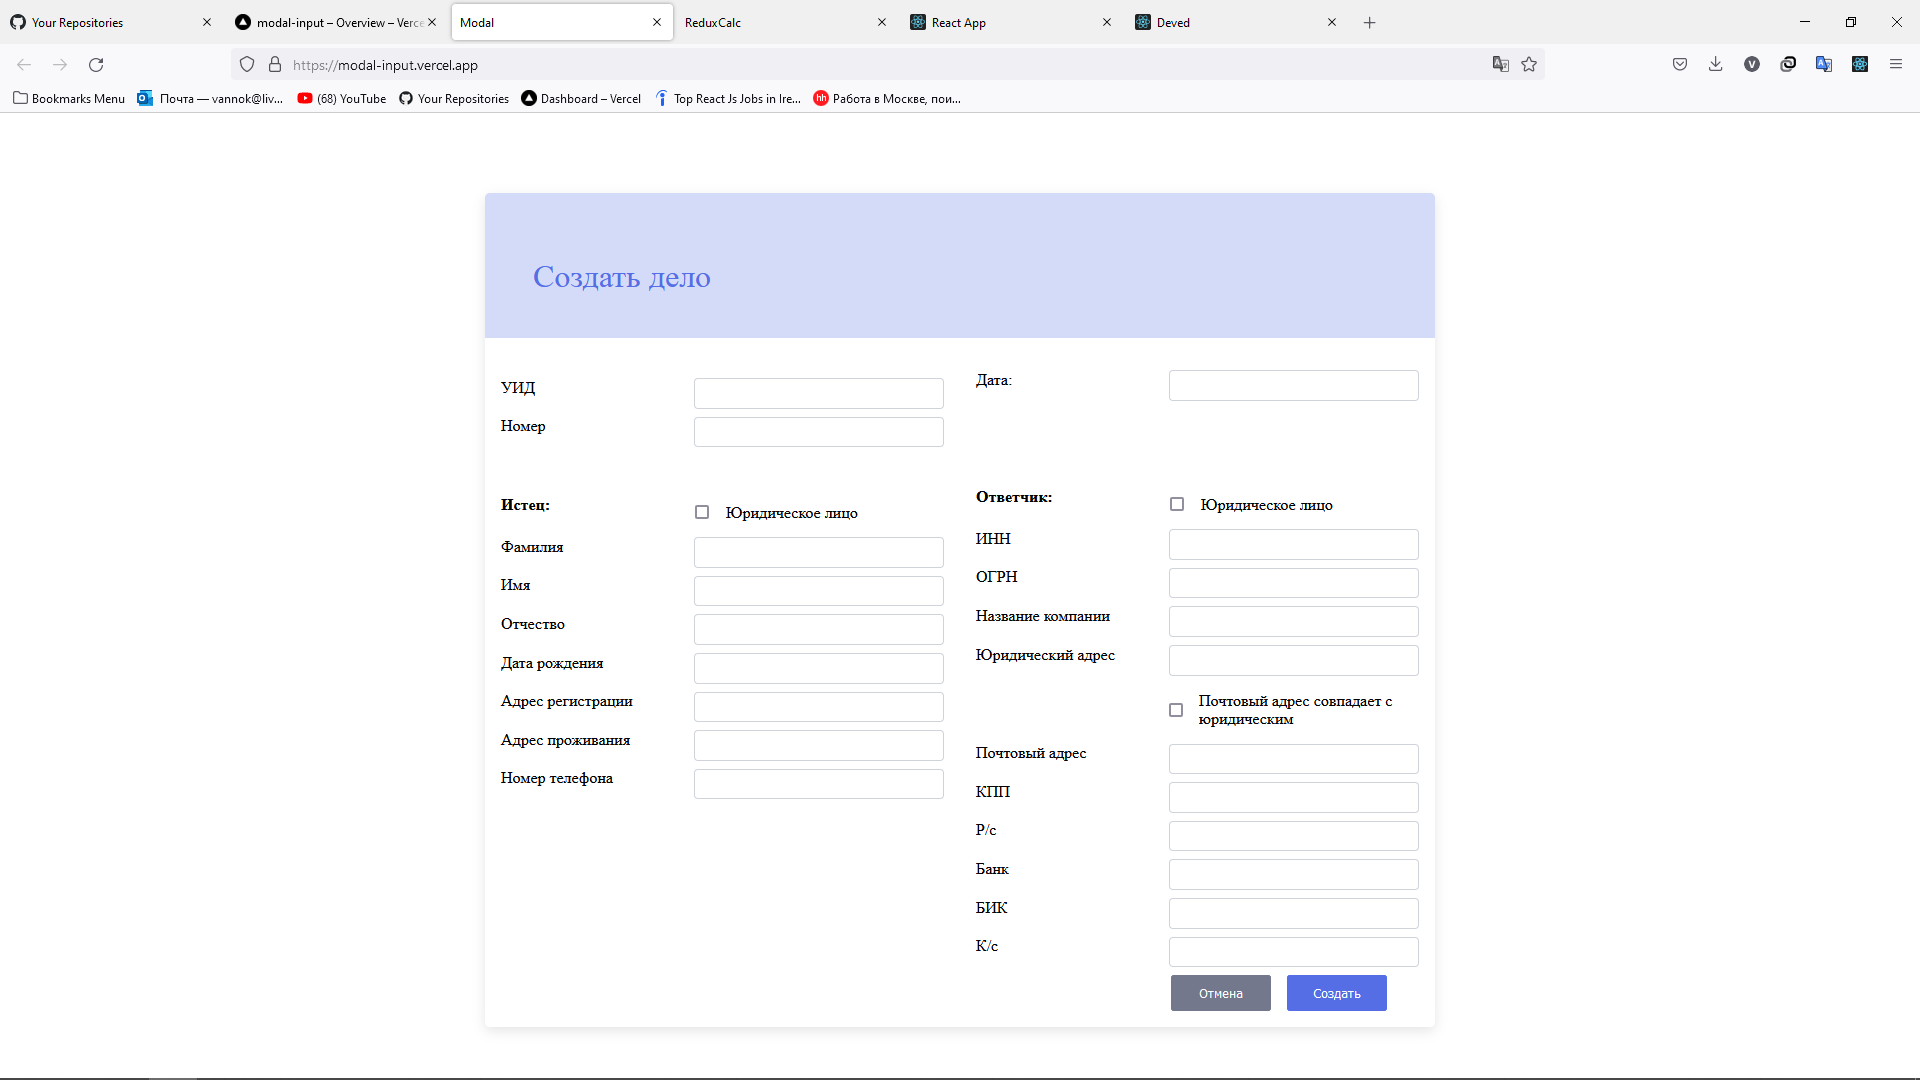 Your Repositories
modal-input – Overview – Verce
Modal
ReduxCalc
React App
Deved
https://modal-input.vercel.app
Bookmarks Menu
Почта — vannok@liv...
(68) YouTube
Your Repositories
Dashboard – Vercel
Top React Js Jobs in Ire...
hh
Работа в Москве, пои...
Создать дело
УИД
Номер
Дата:
Истец:
Юридическое лицо
Фамилия
Имя
Отчество
Дата рождения
Адрес регистрации
Адрес проживания
Номер телефона
Ответчик:
Юридическое лицо
ИНН
ОГРН
Название компании
Юридический адрес
Почтовый адрес совпадает с
юридическим
Почтовый адрес
КПП
Р/с
Банк
БИК
К/с
Отмена
Создать